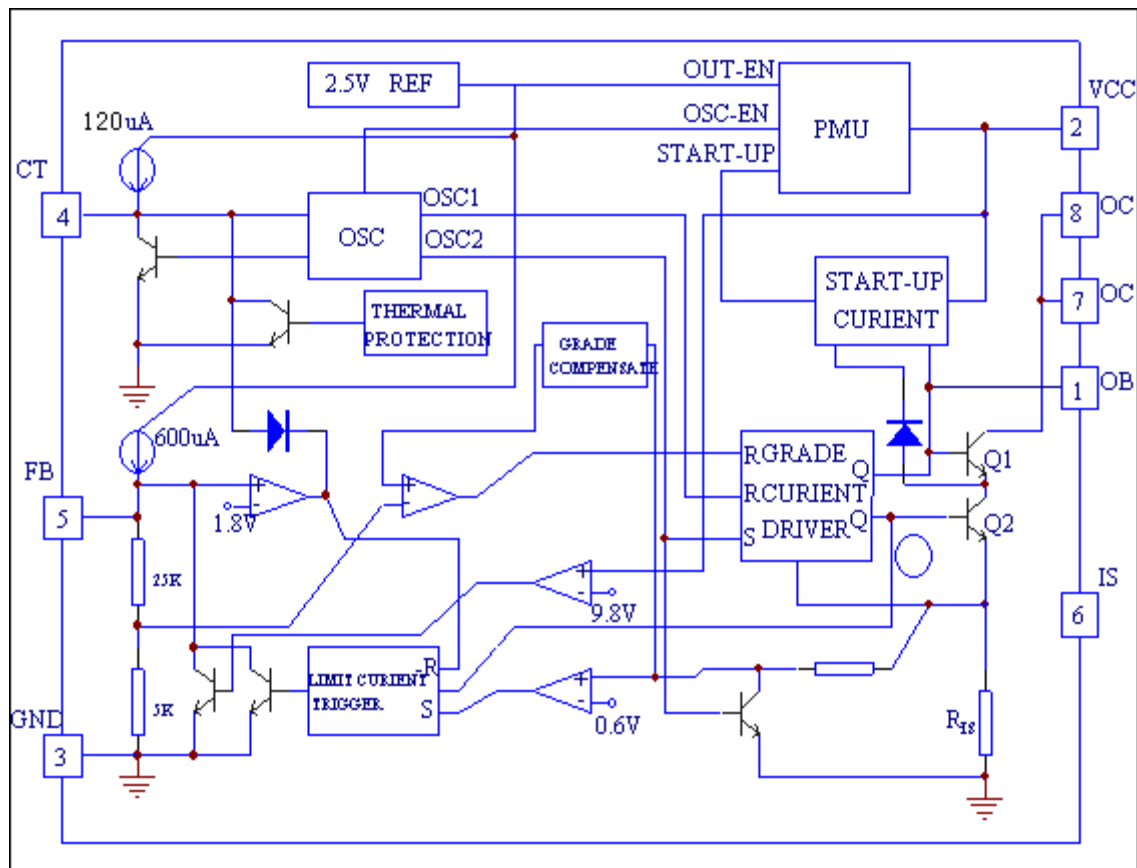 2.5V REF
OUT-EN
OSC-EN
START-UP
PMU
VCC
2
120uA
CT
4
OSC
OSC1
OSC2
OC
8
START-UP
CURIENT
OC
7
THERMAL
PROTECTION
GRADE
COMPENSATE
OB
1
600uA
FB
5
1.8V
+
-
+
-
R GRADE Q
R CURIENT
S DRIVER Q
Q1
Q2
25K
+
-
9.8V
IS
6
5K
LIMIT CURIENT
TRIGGER
-R
S
+
-
0.6V
RIS
GND
3